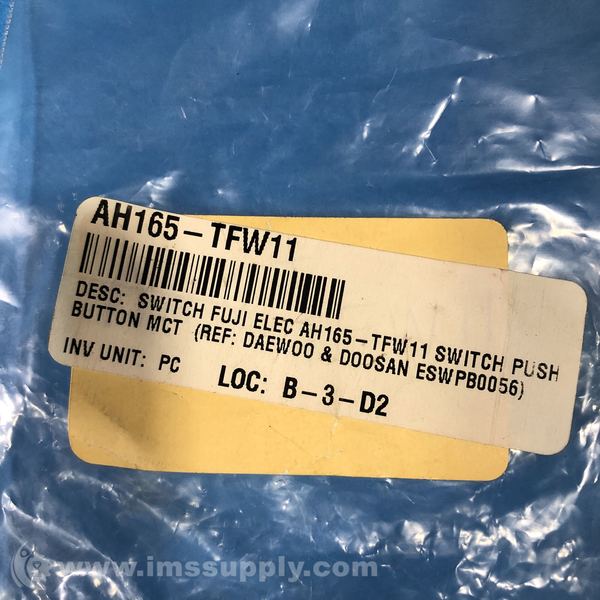 AH165-TFW11
DESC: SWITCH FUJI ELEC AH165-TFW11 SWITCH PUSH
BUTTON MCT (REF: DAEWOO & DOOSAN ESWPB0056)
INV UNIT: PC LOC: B-3-D2
© www.imssupply.com/